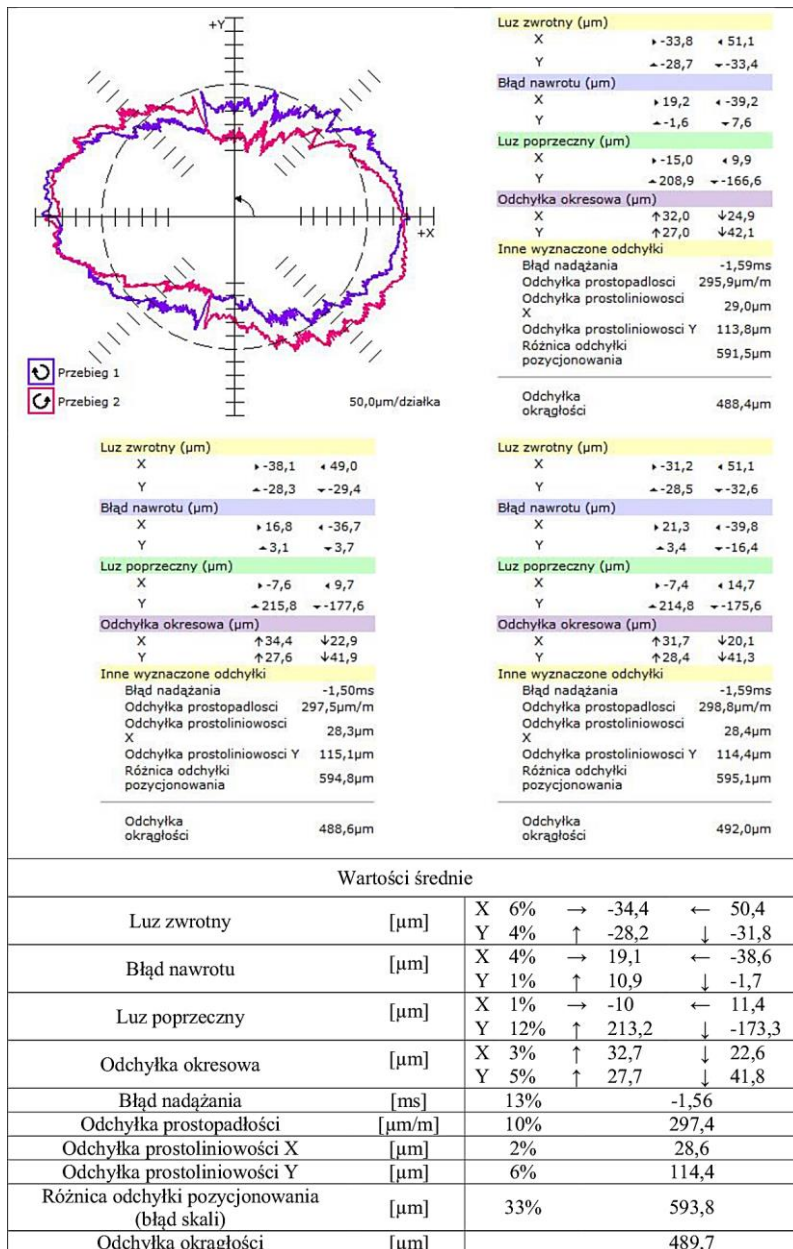 +Y
+X
Przebieg 1
Przebieg 2
50,0µm/działka
Luz zwrotny (µm)
X ▸-33,8 ◂51,1
Y ▴-28,7 ▾-33,4
Błąd nawrotu (µm)
X ▸19,2 ◂-39,2
Y ▴-1,6 ▾7,6
Luz poprzeczny (µm)
X ▸-15,0 ◂9,9
Y ▴208,9 ▾-166,6
Odchyłka okresowa (µm)
X ↑32,0 ↓24,9
Y ↑27,0 ↓42,1
Inne wyznaczone odchyłki
Błąd nadążania -1,59ms
Odchyłka prostopadlosci 295,9µm/m
Odchyłka prostoliniowosci
X 29,0µm
Odchyłka prostoliniowosci Y 113,8µm
Różnica odchyłki
pozycjonowania 591,5µm
Odchyłka
okrągłości 488,4µm
Luz zwrotny (µm)
X ▸-38,1 ◂49,0
Y ▴-28,3 ▾-29,4
Błąd nawrotu (µm)
X ▸16,8 ◂-36,7
Y ▴3,1 ▾3,7
Luz poprzeczny (µm)
X ▸-7,6 ◂9,7
Y ▴215,8 ▾-177,6
Odchyłka okresowa (µm)
X ↑34,4 ↓22,9
Y ↑27,6 ↓41,9
Inne wyznaczone odchyłki
Błąd nadążania -1,50ms
Odchyłka prostopadlosci 297,5µm/m
Odchyłka prostoliniowosci
X 28,3µm
Odchyłka prostoliniowosci Y 115,1µm
Różnica odchyłki
pozycjonowania 594,8µm
Odchyłka
okrągłości 488,6µm
Luz zwrotny (µm)
X ▸-31,2 ◂51,1
Y ▴-28,5 ▾-32,6
Błąd nawrotu (µm)
X ▸21,3 ◂-39,8
Y ▴3,4 ▾-16,4
Luz poprzeczny (µm)
X ▸-7,4 ◂14,7
Y ▴214,8 ▾-175,6
Odchyłka okresowa (µm)
X ↑31,7 ↓20,1
Y ↑28,4 ↓41,3
Inne wyznaczone odchyłki
Błąd nadążania -1,59ms
Odchyłka prostopadlosci 298,8µm/m
Odchyłka prostoliniowosci
X 28,4µm
Odchyłka prostoliniowosci Y 114,4µm
Różnica odchyłki
pozycjonowania 595,1µm
Odchyłka
okrągłości 492,0µm
Wartości średnie
Luz zwrotny [µm] X 6% → -34,4 ← 50,4
Y 4% ↑ -28,2 ↓ -31,8
Błąd nawrotu [µm] X 4% → 19,1 ← -38,6
Y 1% ↑ 10,9 ↓ -1,7
Luz poprzeczny [µm] X 1% → -10 ← 11,4
Y 12% ↑ 213,2 ↓ -173,3
Odchyłka okresowa [µm] X 3% ↑ 32,7 ↓ 22,6
Y 5% ↑ 27,7 ↓ 41,8
Błąd nadążania [ms] 13% -1,56
Odchyłka prostopadłości [µm/m] 10% 297,4
Odchyłka prostoliniowości X [µm] 2% 28,6
Odchyłka prostoliniowości Y [µm] 6% 114,4
Różnica odchyłki pozycjonowania
(błąd skali) [µm] 33% 593,8
Odchyłka okrągłości [µm] 489,7